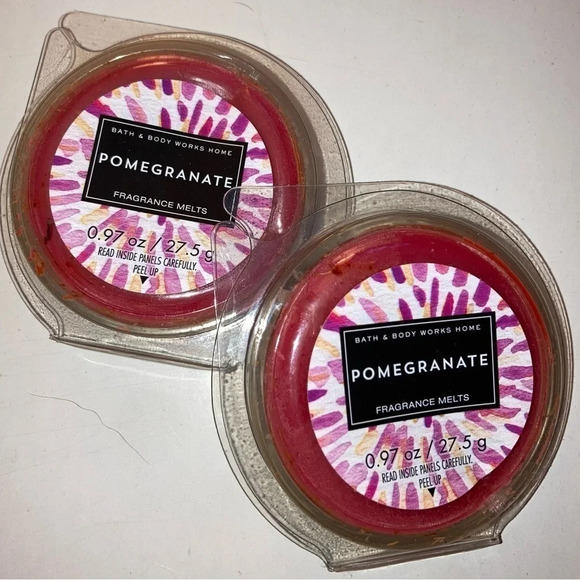 BATH & BODY WORKS HOME
POMEGRANATE
FRAGRANCE MELTS
0.97 oz / 27.5 g
READ INSIDE PANELS CAREFULLY.
PEEL UP
BATH & BODY WORKS HOME
POMEGRANATE
FRAGRANCE MELTS
0.97 oz / 27.5 g
READ INSIDE PANELS CAREFULLY.
PEEL UP